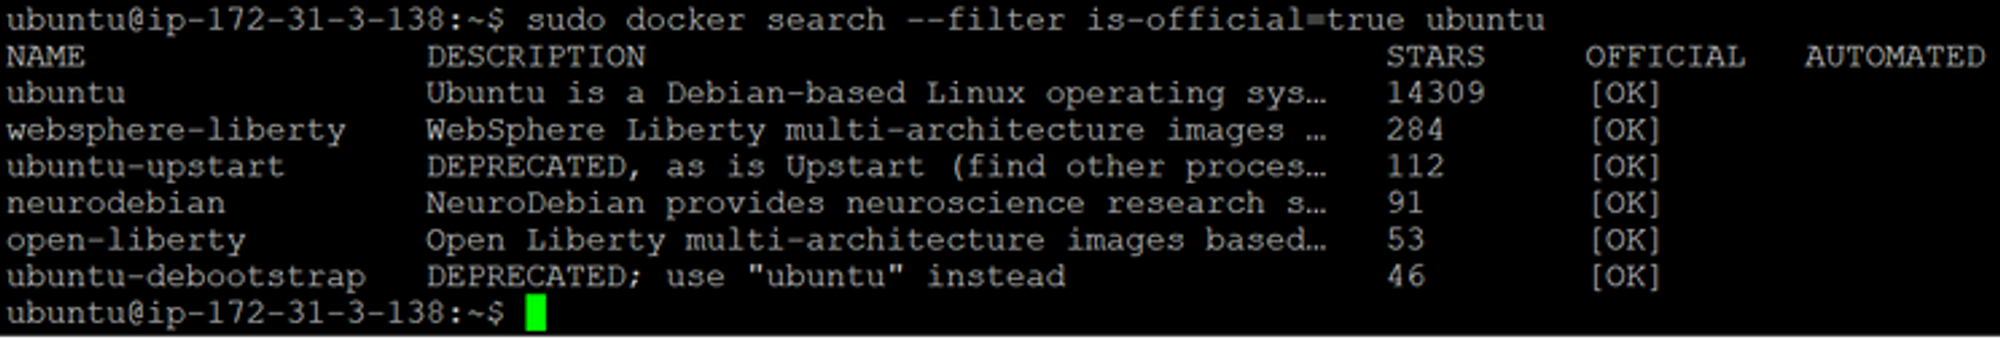 ubuntu@ip-172-31-3-138:~$ sudo docker search --filter is-official=true ubuntu
NAME DESCRIPTION STARS OFFICIAL AUTOMATED
ubuntu Ubuntu is a Debian-based Linux operating sys… 14309 [OK]
websphere-liberty WebSphere Liberty multi-architecture images … 284 [OK]
ubuntu-upstart DEPRECATED, as is Upstart (find other proces… 112 [OK]
neurodebian NeuroDebian provides neuroscience research s… 91 [OK]
open-liberty Open Liberty multi-architecture images based… 53 [OK]
ubuntu-debootstrap DEPRECATED; use "ubuntu" instead 46 [OK]
ubuntu@ip-172-31-3-138:~$